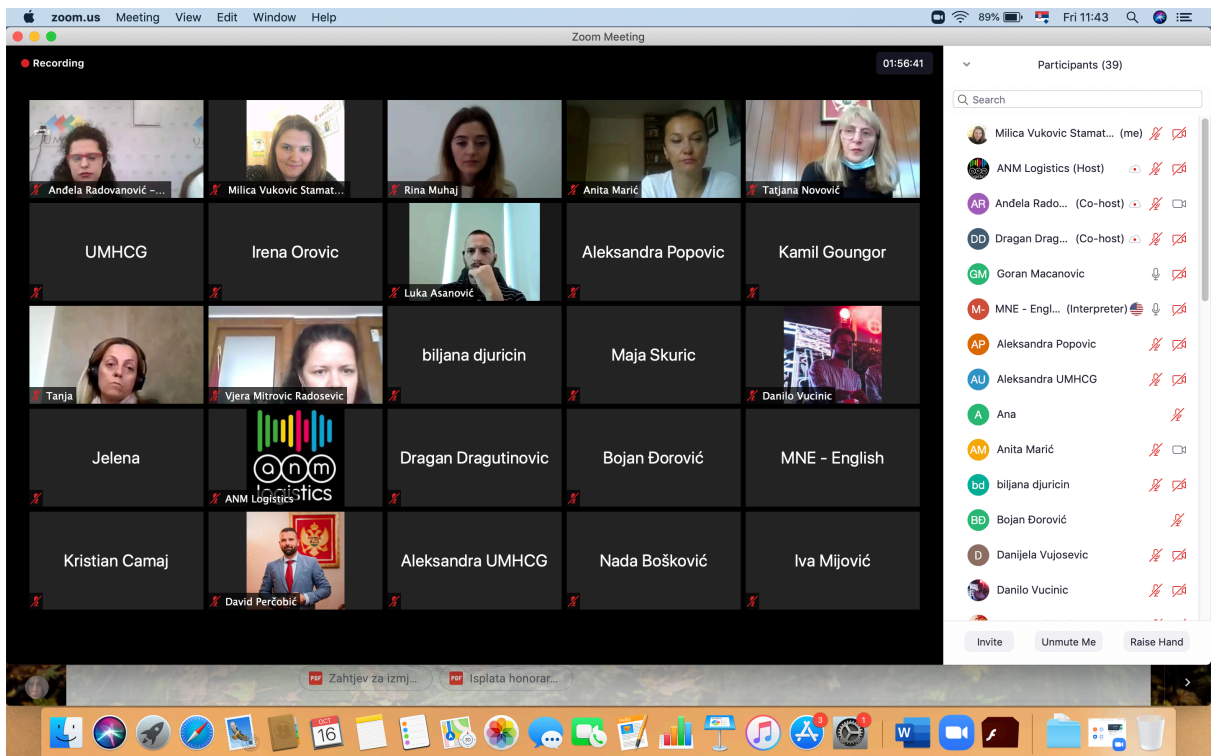 zoom.us Meeting View Edit Window Help 89% Fri 11:43
Zoom Meeting
Recording 01:56:41
Participants (39)
Search
Anđela Radovanović –...
Milica Vukovic Stamat...
Rina Muhaj
Anita Marić
Tatjana Novović
UMHCG
Irena Orovic
Luka Asanović
Aleksandra Popovic
Kamil Goungor
Tanja
Vjera Mitrovic Radosevic
biljana djuricin
Maja Skuric
Danilo Vucinic
Jelena
anm
logistics
ANM Logistics
Dragan Dragutinovic
Bojan Đorović
MNE - English
Kristian Camaj
David Perčobić
Aleksandra UMHCG
Nada Bošković
Iva Mijović
Milica Vukovic Stamat... (me)
ANM Logistics (Host)
AR Anđela Rado... (Co-host)
DD Dragan Drag... (Co-host)
GM Goran Macanovic
M- MNE - Engl... (Interpreter)
AP Aleksandra Popovic
AU Aleksandra UMHCG
A Ana
AM Anita Marić
bd biljana djuricin
BĐ Bojan Đorović
D Danijela Vujosevic
Danilo Vucinic
Invite Unmute Me Raise Hand
PDF Zahtjev za izmj...
PDF Isplata honorar...
OCT
16
3
1
W